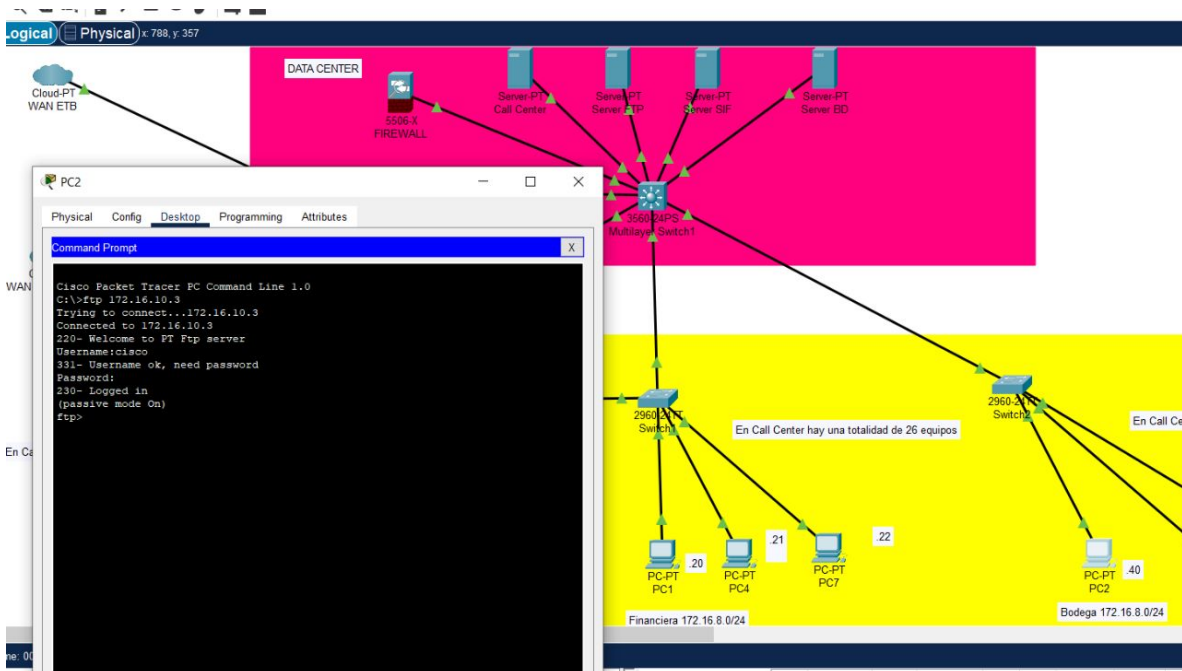 Logical
Physical
x: 788, y: 357
Cloud-PT
WAN ETB
DATA CENTER
5506-X
FIREWALL
Server-PT
Call Center
Server-PT
Server FTP
Server-PT
Server SIF
Server-PT
Server BD
3560-24PS
Multilayer Switch1
WAN
PC2
Physical Config Desktop Programming Attributes
Command Prompt
X
Cisco Packet Tracer PC Command Line 1.0
C:\>ftp 172.16.10.3
Trying to connect...172.16.10.3
Connected to 172.16.10.3
220- Welcome to PT Ftp server
Username:cisco
331- Username ok, need password
Password:
230- Logged in
(passive mode On)
ftp>
2960-24TT
Switch1
2960-24TT
Switch2
En Call Center hay una totalidad de 26 equipos
En Call Ce
En Ca
PC-PT
PC1
.20
PC-PT
PC4
.21
PC-PT
PC7
.22
PC-PT
PC2
.40
Financiera 172.16.8.0/24
Bodega 172.16.8.0/24